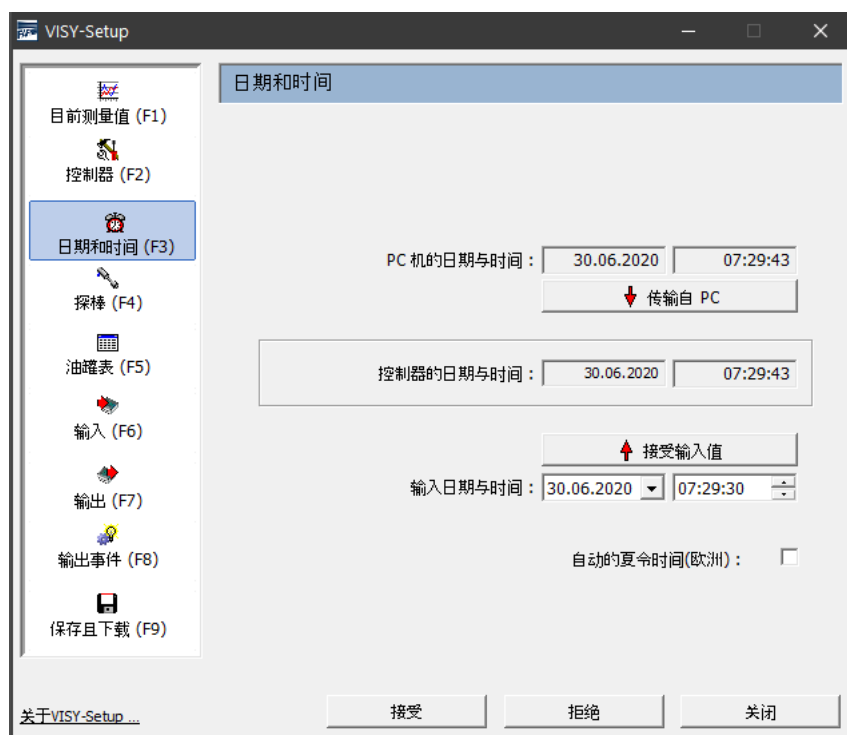 VISY-Setup
日期和时间
目前测量值 (F1)
控制器 (F2)
日期和时间 (F3)
探棒 (F4)
油罐表 (F5)
输入 (F6)
输出 (F7)
输出事件 (F8)
保存且下载 (F9)
PC 机的日期与时间: 30.06.2020 07:29:43
传输自 PC
控制器的日期与时间: 30.06.2020 07:29:43
接受输入值
输入日期与时间: 30.06.2020 07:29:30
自动的夏令时间(欧洲):
关于VISY-Setup ...
接受 拒绝 关闭